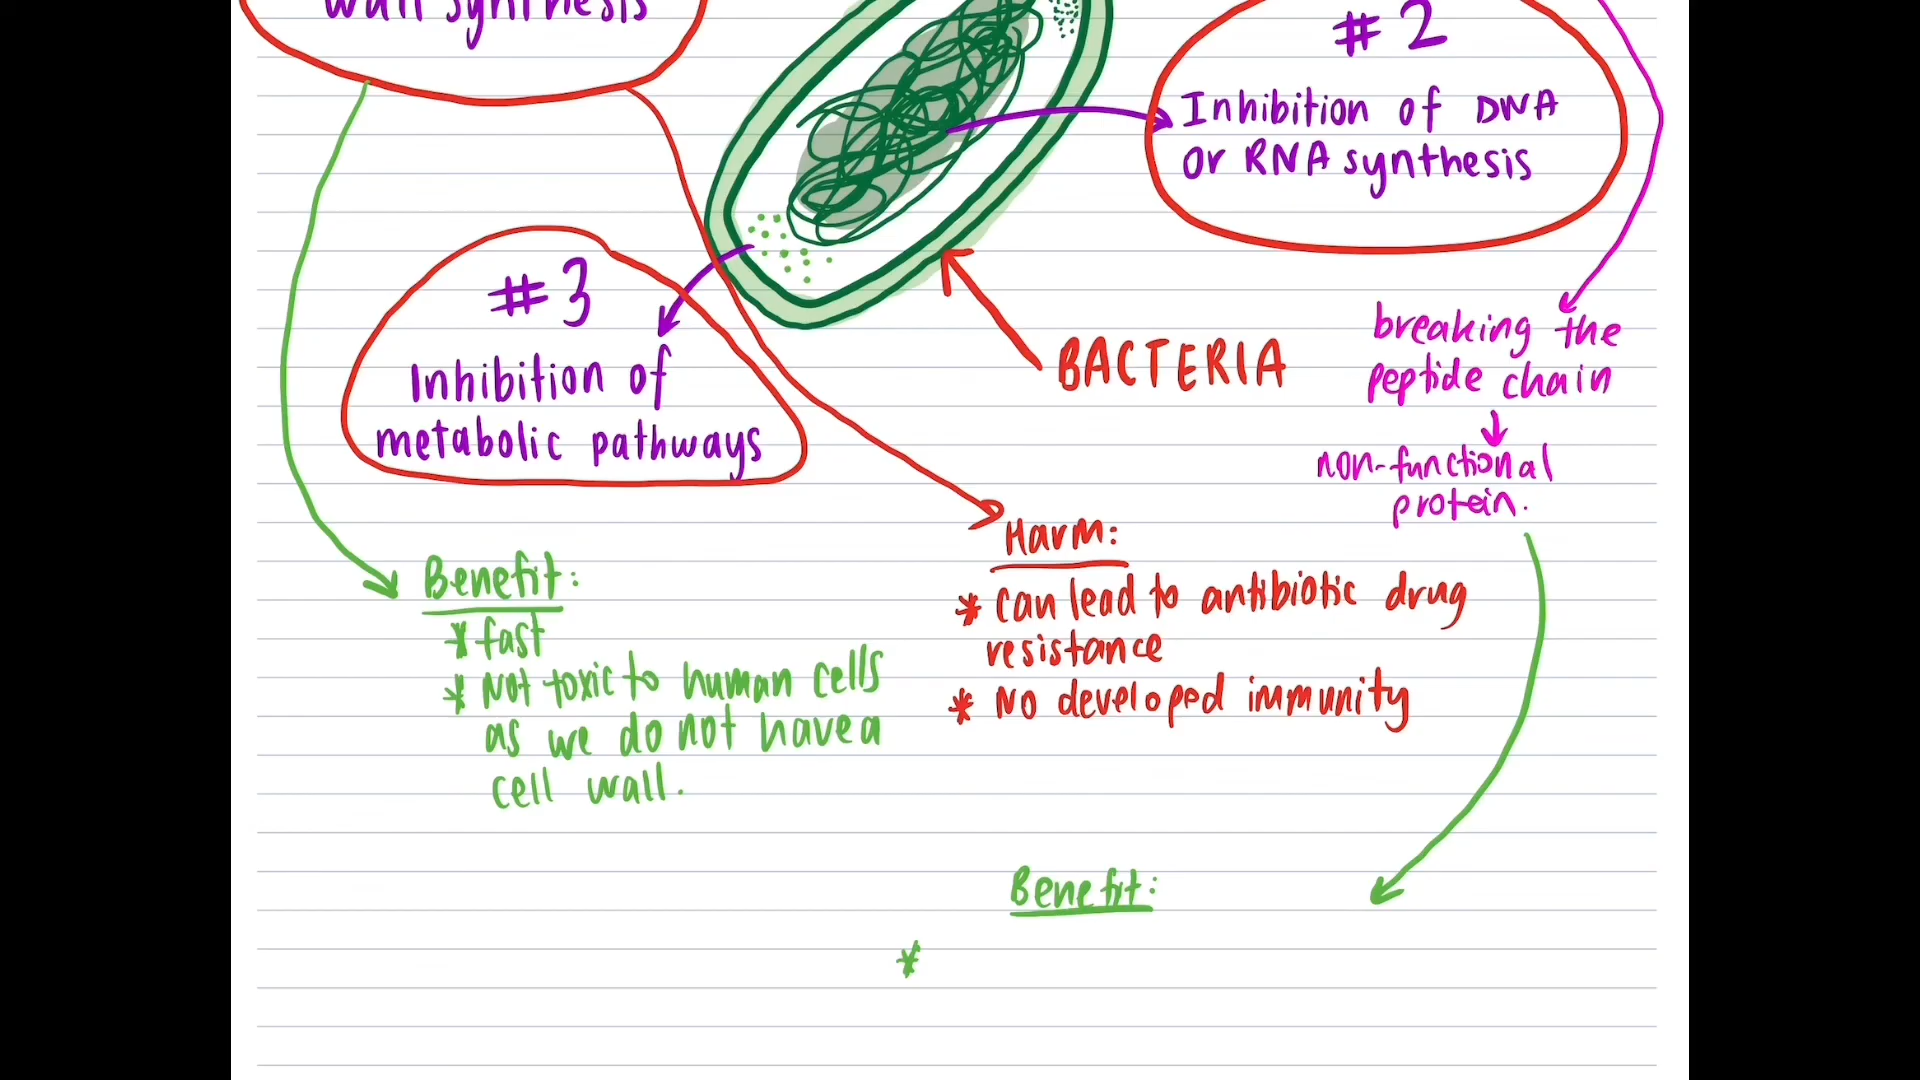 wall synthesis
#2
Inhibition of DNA
or RNA synthesis
#3
Inhibition of
metabolic pathways
BACTERIA
breaking the
peptide chain
non-functional
protein.
Benefit:
* fast
* Not toxic to human cells
as we do not have a
cell wall.
Harm:
* can lead to antibiotic drug
resistance
* No developed immunity
Benefit:
*